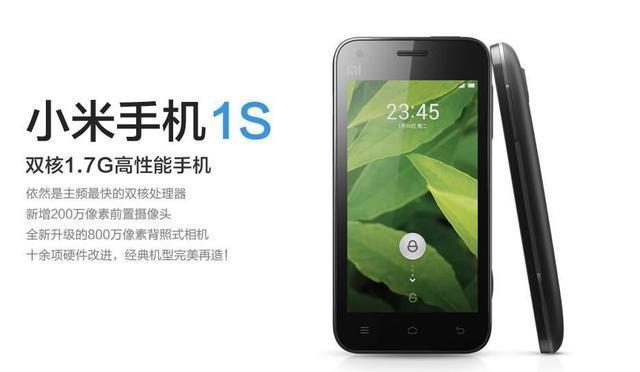 小米手机1S
双核1.7G高性能手机
依然是主频最快的双核处理器
新增200万像素前置摄像头
全新升级的800万像素背照式相机
十余项硬件改进，经典机型完美再造！
MI
23:45